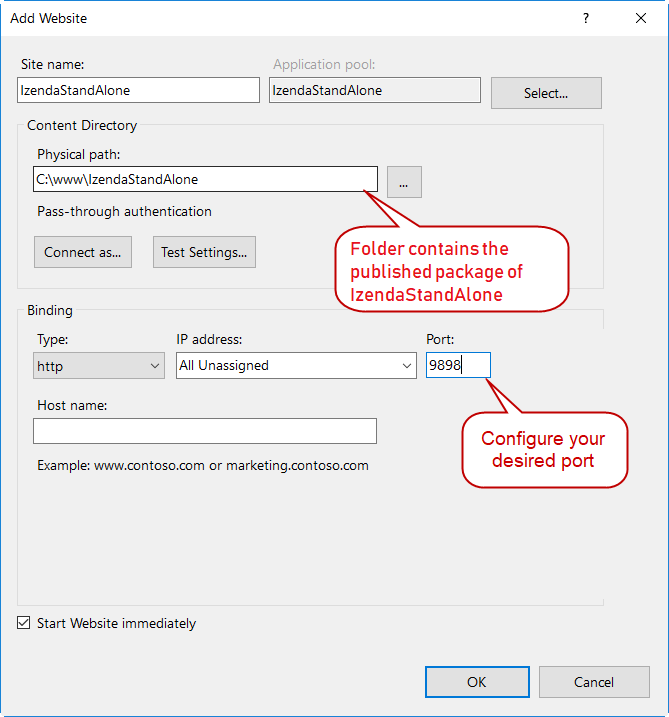 Add Website
?
Site name:
Application pool:
IzendaStandAlone
IzendaStandAlone
Select...
Content Directory
Physical path:
C:\www\IzendaStandAlone
...
Pass-through authentication
Connect as...
Test Settings...
Folder contains the
published package of
IzendaStandAlone
Binding
Type:
IP address:
Port:
http
All Unassigned
9898
Host name:
Configure your
desired port
Example: www.contoso.com or marketing.contoso.com
Start Website immediately
OK
Cancel